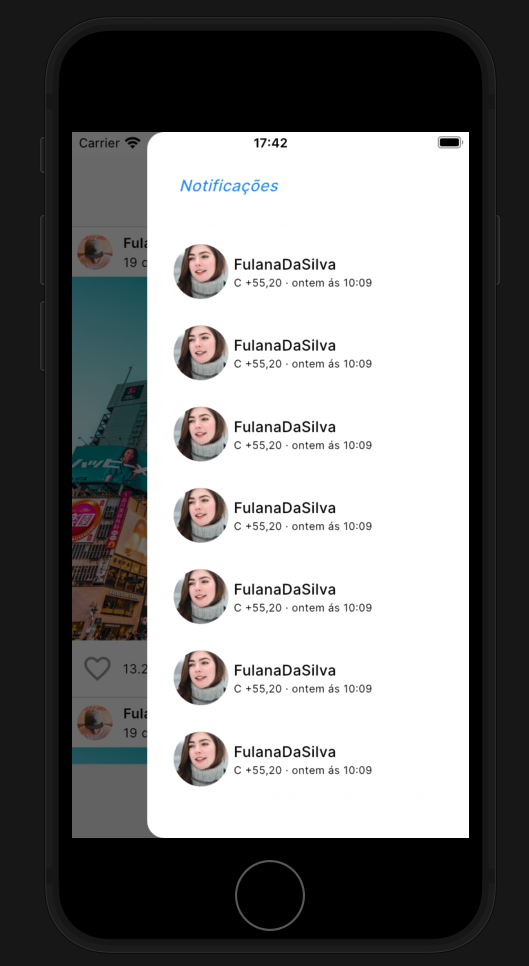 Carrier 17:42
Notificações
Fula
19 d
FulanaDaSilva
C +55,20 · ontem ás 10:09
FulanaDaSilva
C +55,20 · ontem ás 10:09
FulanaDaSilva
C +55,20 · ontem ás 10:09
FulanaDaSilva
C +55,20 · ontem ás 10:09
FulanaDaSilva
C +55,20 · ontem ás 10:09
FulanaDaSilva
C +55,20 · ontem ás 10:09
13.2
Fula
19 d
FulanaDaSilva
C +55,20 · ontem ás 10:09